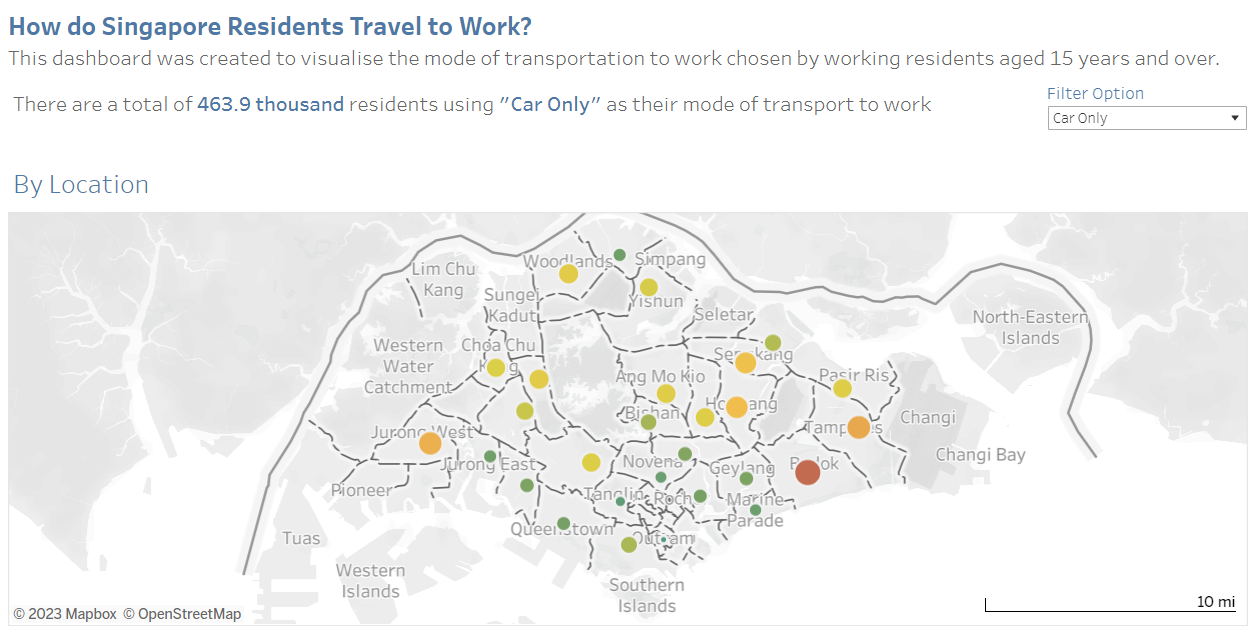 How do Singapore Residents Travel to Work?
This dashboard was created to visualise the mode of transportation to work chosen by working residents aged 15 years and over.
There are a total of 463.9 thousand residents using "Car Only" as their mode of transport to work
Filter Option
Car Only
By Location
Woodlands
Simpang
Lim Chu
Kang
Sungei
Kadut
Yishun
Seletar
North-Eastern
Islands
Western
Water
Catchment
Choa Chu
Sengkang
Ang Mo Kio
Pasir Ris
Bishan
Changi
Jurong West
Changi Bay
Jurong East
Novena
Geylang
Pioneer
Tanglin
Marine
Parade
Queenstown
Outram
Tuas
Western
Islands
Southern
Islands
10 mi
© 2023 Mapbox © OpenStreetMap